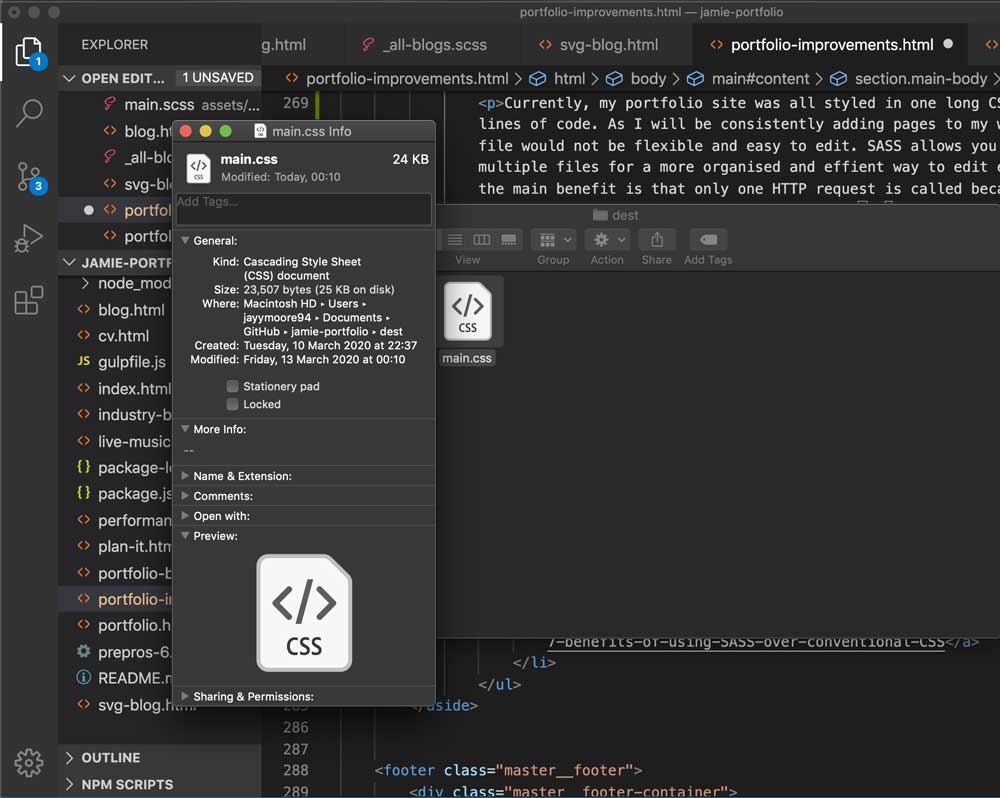 portfolio-improvements.html — jamie-portfolio
EXPLORER
g.html
_all-blogs.scss
svg-blog.html
portfolio-improvements.html
OPEN EDIT...
1 UNSAVED
portfolio-improvements.html > html > body > main#content > section.main-body >
main.scss assets/...
blog.ht
_all-blo
svg-blo
portfol
portfol
JAMIE-PORTF
node_mod
blog.html
cv.html
JS gulpfile.js
index.html
industry-b
live-music
{} package-l
{} package.js
performan
plan-it.htm
portfolio-b
portfolio-i
portfolio.h
prepros-6.
README.m
svg-blog.html
OUTLINE
NPM SCRIPTS
1
3
269
<p>Currently, my portfolio site was all styled in one long CS
lines of code. As I will be consistently adding pages to my w
file would not be flexible and easy to edit. SASS allows you
multiple files for a more organised and effient way to edit
the main benefit is that only one HTTP request is called beca
main.css Info
main.css
24 KB
Modified: Today, 00:10
Add Tags...
General:
Kind: Cascading Style Sheet
(CSS) document
Size: 23,507 bytes (25 KB on disk)
Where: Macintosh HD ▸ Users ▸
jayymoore94 ▸ Documents ▸
GitHub ▸ jamie-portfolio ▸ dest
Created: Tuesday, 10 March 2020 at 22:37
Modified: Friday, 13 March 2020 at 00:10
Stationery pad
Locked
More Info:
--
Name & Extension:
Comments:
Open with:
Preview:
</>
CSS
Sharing & Permissions:
dest
View
Group
Action
Share
Add Tags
</>
CSS
main.css
7-benefits-of-using-SASS-over-conventional-CSS</a>
</li>
</ul>
</aside>
286
287
288 <footer class="master__footer">
289 <div class="master__footer-container">